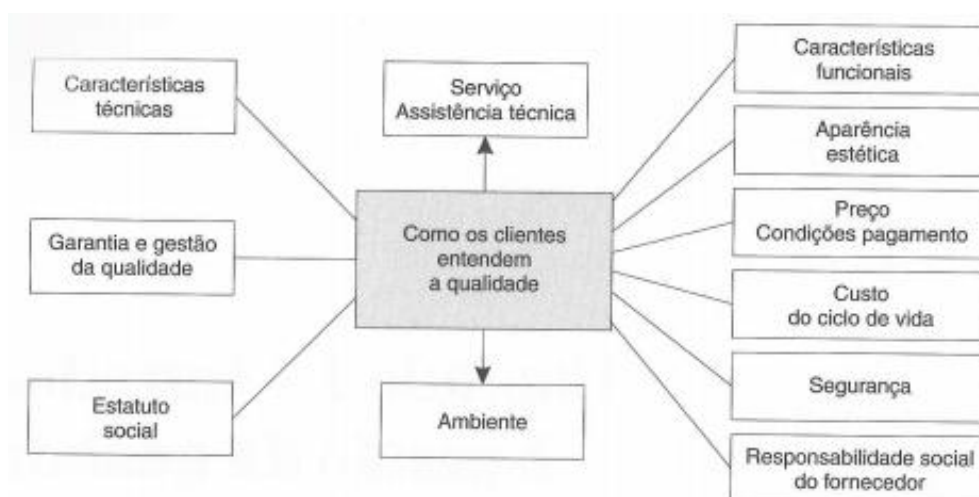 Características
técnicas
Garantia e gestão
da qualidade
Estatuto
social
Serviço
Assistência técnica
Como os clientes
entendem
a qualidade
Ambiente
Características
funcionais
Aparência
estética
Preço
Condições pagamento
Custo
do ciclo de vida
Segurança
Responsabilidade social
do fornecedor